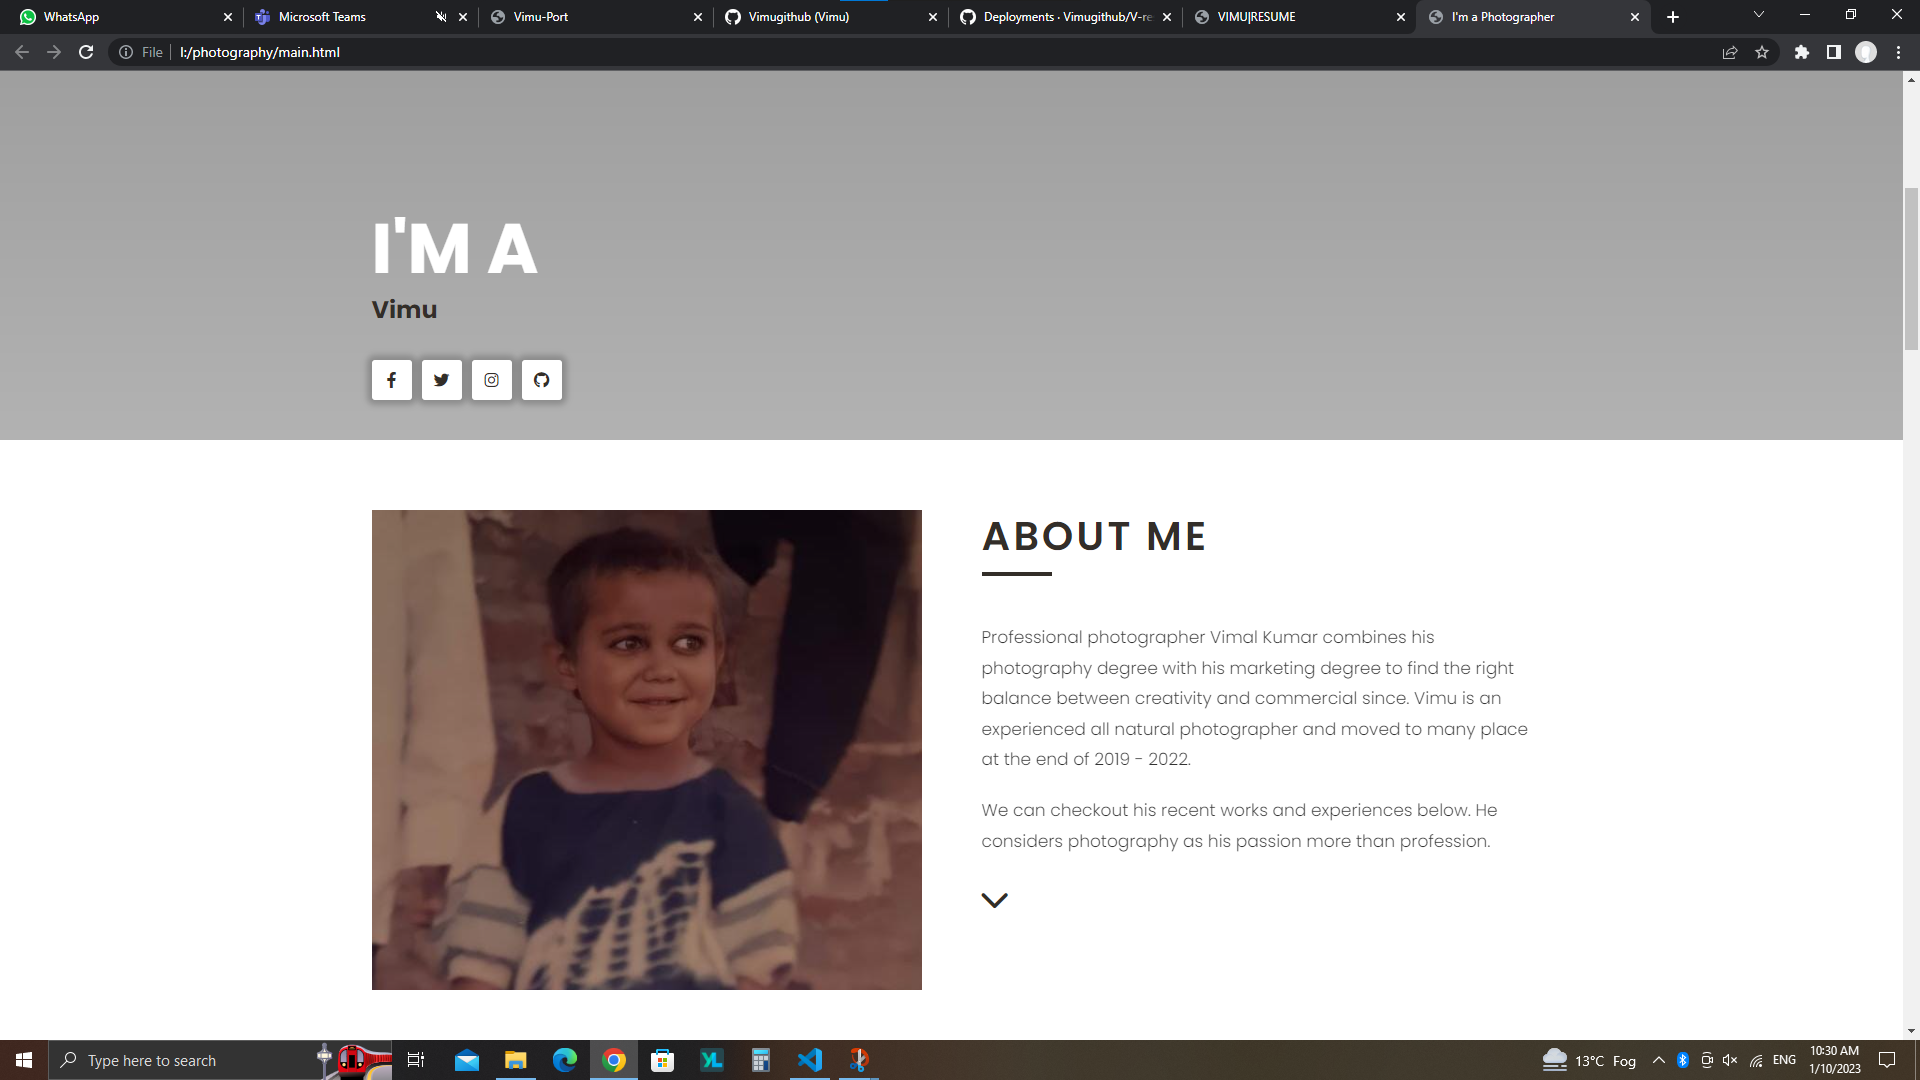 WhatsApp
Microsoft Teams
Vimu-Port
Vimugithub (Vimu)
Deployments · Vimugithub/V-re
VIMU|RESUME
I'm a Photographer
File
I:/photography/main.html
I'M A
Vimu
ABOUT ME
Professional photographer Vimal Kumar combines his
photography degree with his marketing degree to find the right
balance between creativity and commercial since. Vimu is an
experienced all natural photographer and moved to many place
at the end of 2019 - 2022.
We can checkout his recent works and experiences below. He
considers photography as his passion more than profession.
Type here to search
YL
13°C Fog
ENG
10:30 AM
1/10/2023